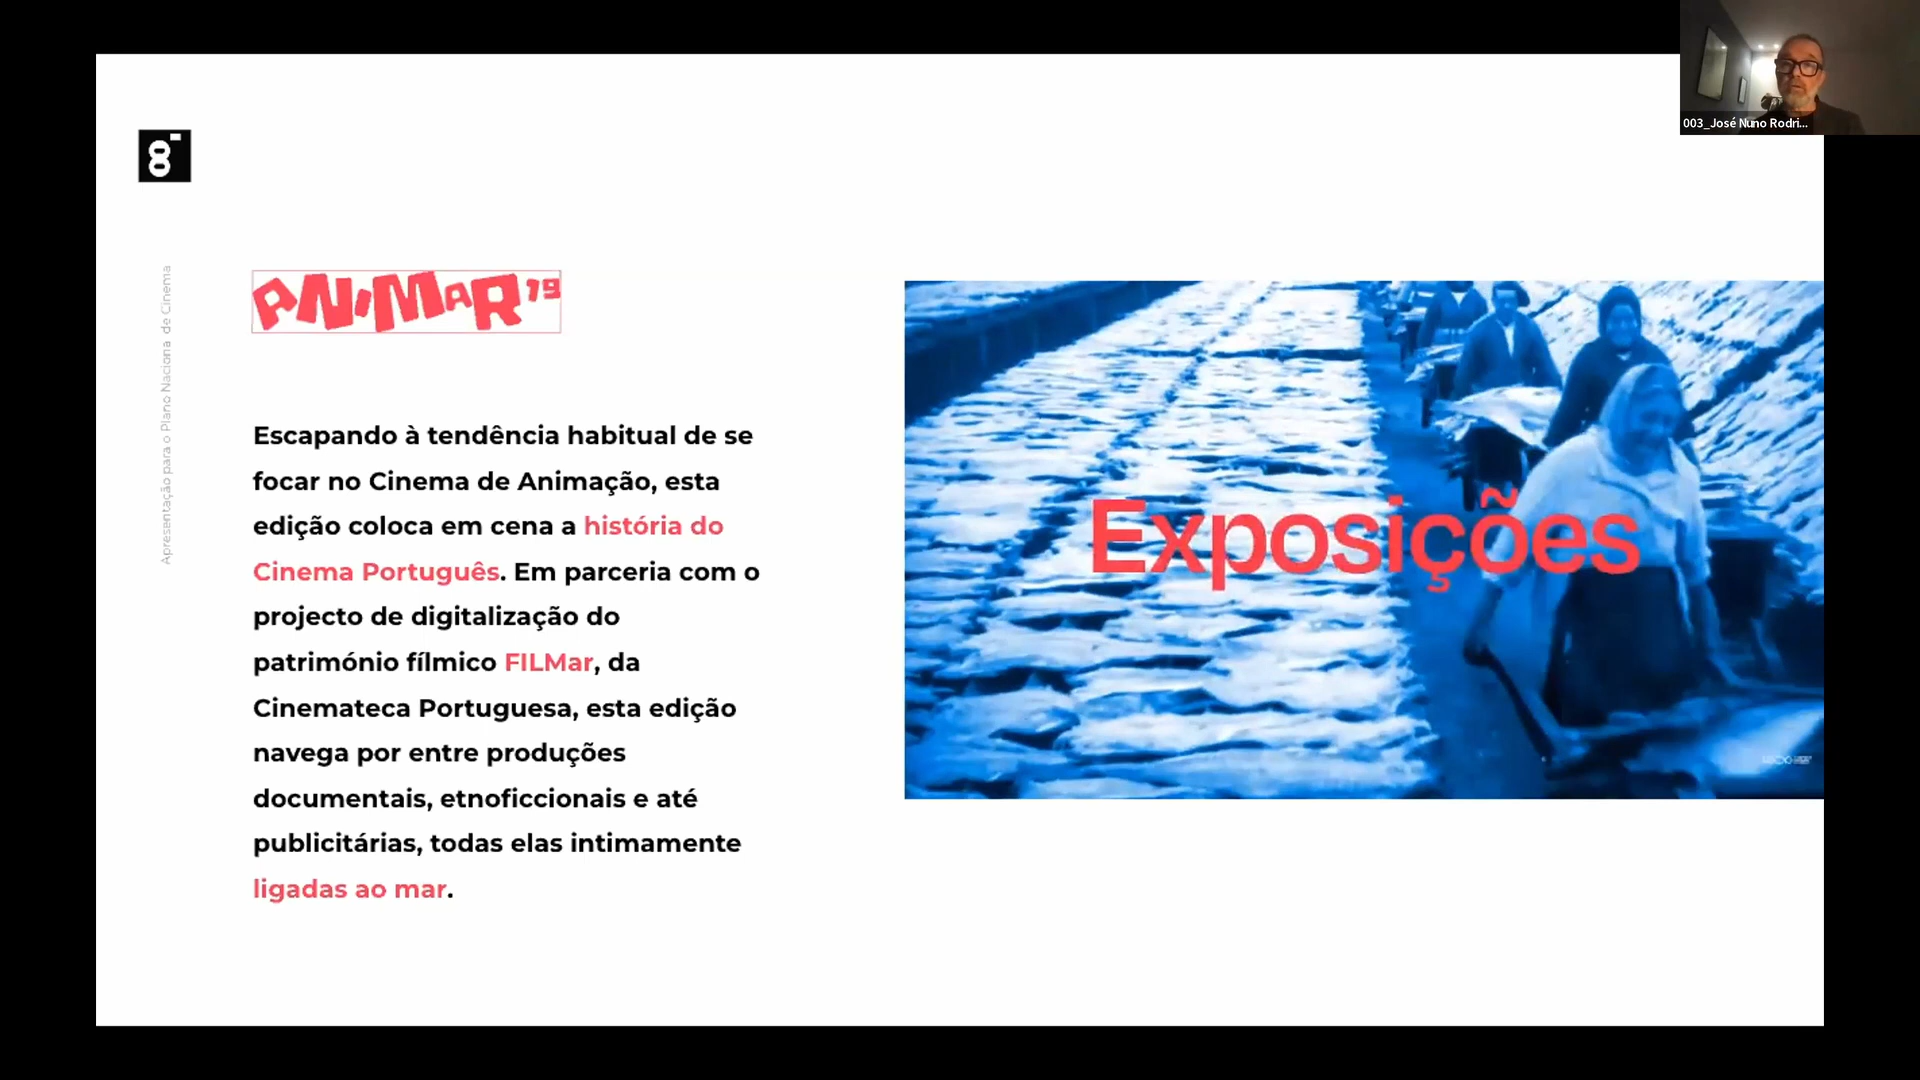 003_José Nuno Rodri...
8
Apresentação para o Plano Naciona de Cinema
ANiMAR 19
Escapando à tendência habitual de se
focar no Cinema de Animação, esta
edição coloca em cena a história do
Cinema Português. Em parceria com o
projecto de digitalização do
património fílmico FILMar, da
Cinemateca Portuguesa, esta edição
navega por entre produções
documentais, etnoficcionais e até
publicitárias, todas elas intimamente
ligadas ao mar.
Exposições